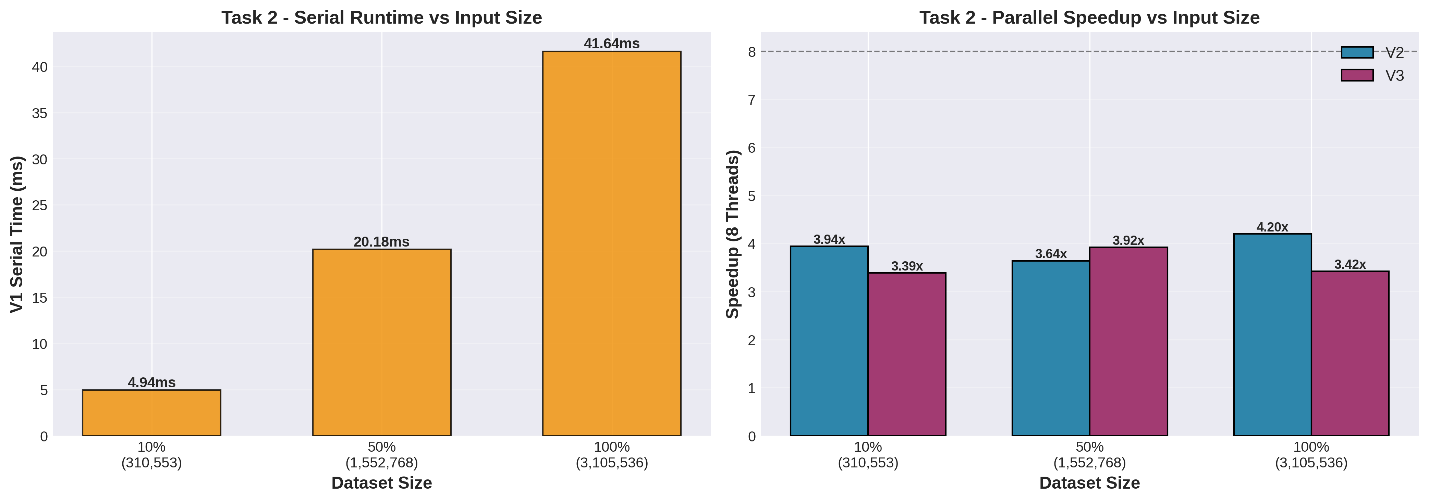 Task 2 - Serial Runtime vs Input Size
V1 Serial Time (ms)
40
35
30
25
20
15
10
5
0
4.94ms
20.18ms
41.64ms
10%
(310,553)
50%
(1,552,768)
100%
(3,105,536)
Dataset Size
Task 2 - Parallel Speedup vs Input Size
Speedup (8 Threads)
8
7
6
5
4
3
2
1
0
V2
V3
3.94x
3.39x
3.64x
3.92x
4.20x
3.42x
10%
(310,553)
50%
(1,552,768)
100%
(3,105,536)
Dataset Size